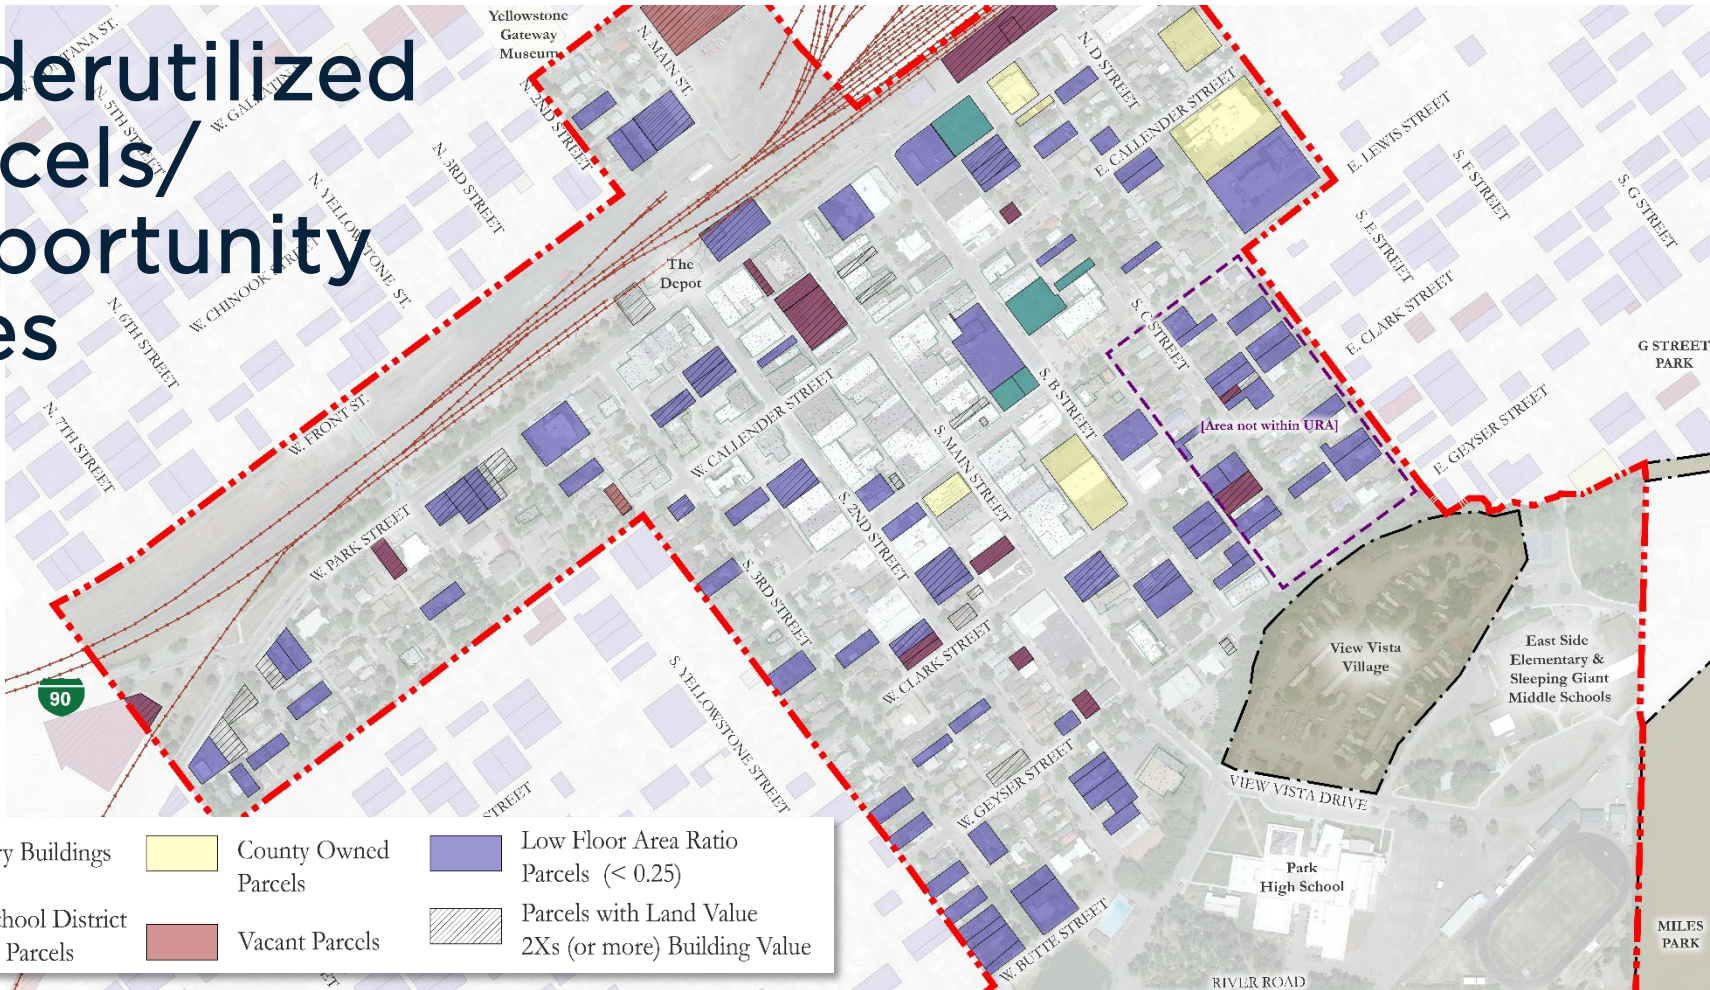 derutilized
cels/
portunity
es
Yellowstone
Gateway
Museum
N. MAIN ST.
N. 2ND STREET
N. 3RD STREET
N. YELLOWSTONE ST.
N. 5TH STREET
N. 6TH STREET
N. 7TH STREET
W. CHINOOK STREET
W. FRONT ST.
W. PARK STREET
The
Depot
W. CALLENDER STREET
N. D STREET
E. CALLENDER STREET
E. LEWIS STREET
S. F STREET
S. G STREET
S. E STREET
E. CLARK STREET
S. C STREET
S. B STREET
S. MAIN STREET
S. 2ND STREET
S. 3RD STREET
S. YELLOWSTONE STREET
W. CLARK STREET
W. GEYSER STREET
W. BUTTE STREET
[Area not within URA]
E. GEYSER STREET
G STREET
PARK
View Vista
Village
East Side
Elementary &
Sleeping Giant
Middle Schools
VIEW VISTA DRIVE
Park
High School
MILES
PARK
RIVER ROAD
90
STREET
ry Buildings
chool District
Parcels
County Owned
Parcels
Vacant Parcels
Low Floor Area Ratio
Parcels (< 0.25)
Parcels with Land Value
2Xs (or more) Building Value